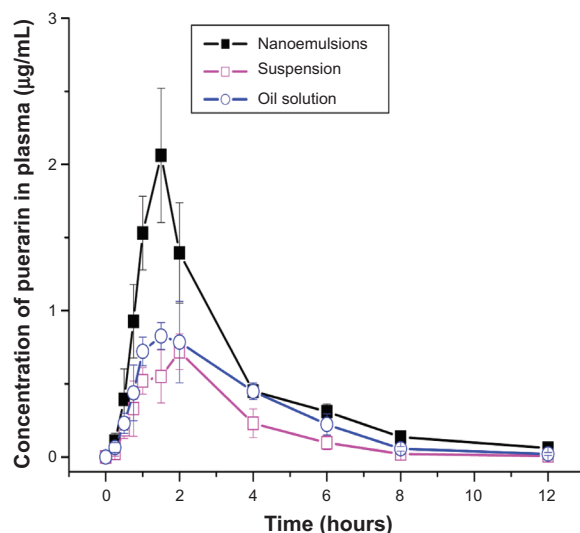 3
2
1
0
Concentration of puerarin in plasma (µg/mL)
Nanoemulsions
Suspension
Oil solution
0 2 4 6 8 10 12
Time (hours)